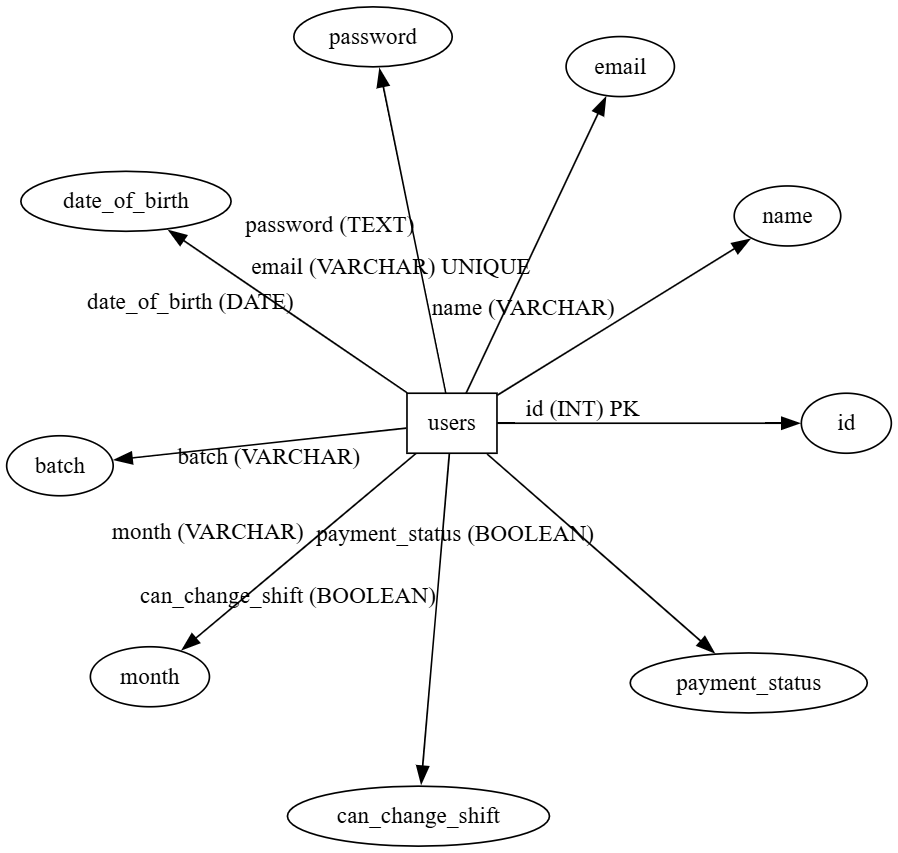 password
email
date_of_birth
name
password (TEXT)
email (VARCHAR) UNIQUE
date_of_birth (DATE)
name (VARCHAR)
id (INT) PK
users
id
batch
batch (VARCHAR)
month (VARCHAR)
payment_status (BOOLEAN)
can_change_shift (BOOLEAN)
month
payment_status
can_change_shift